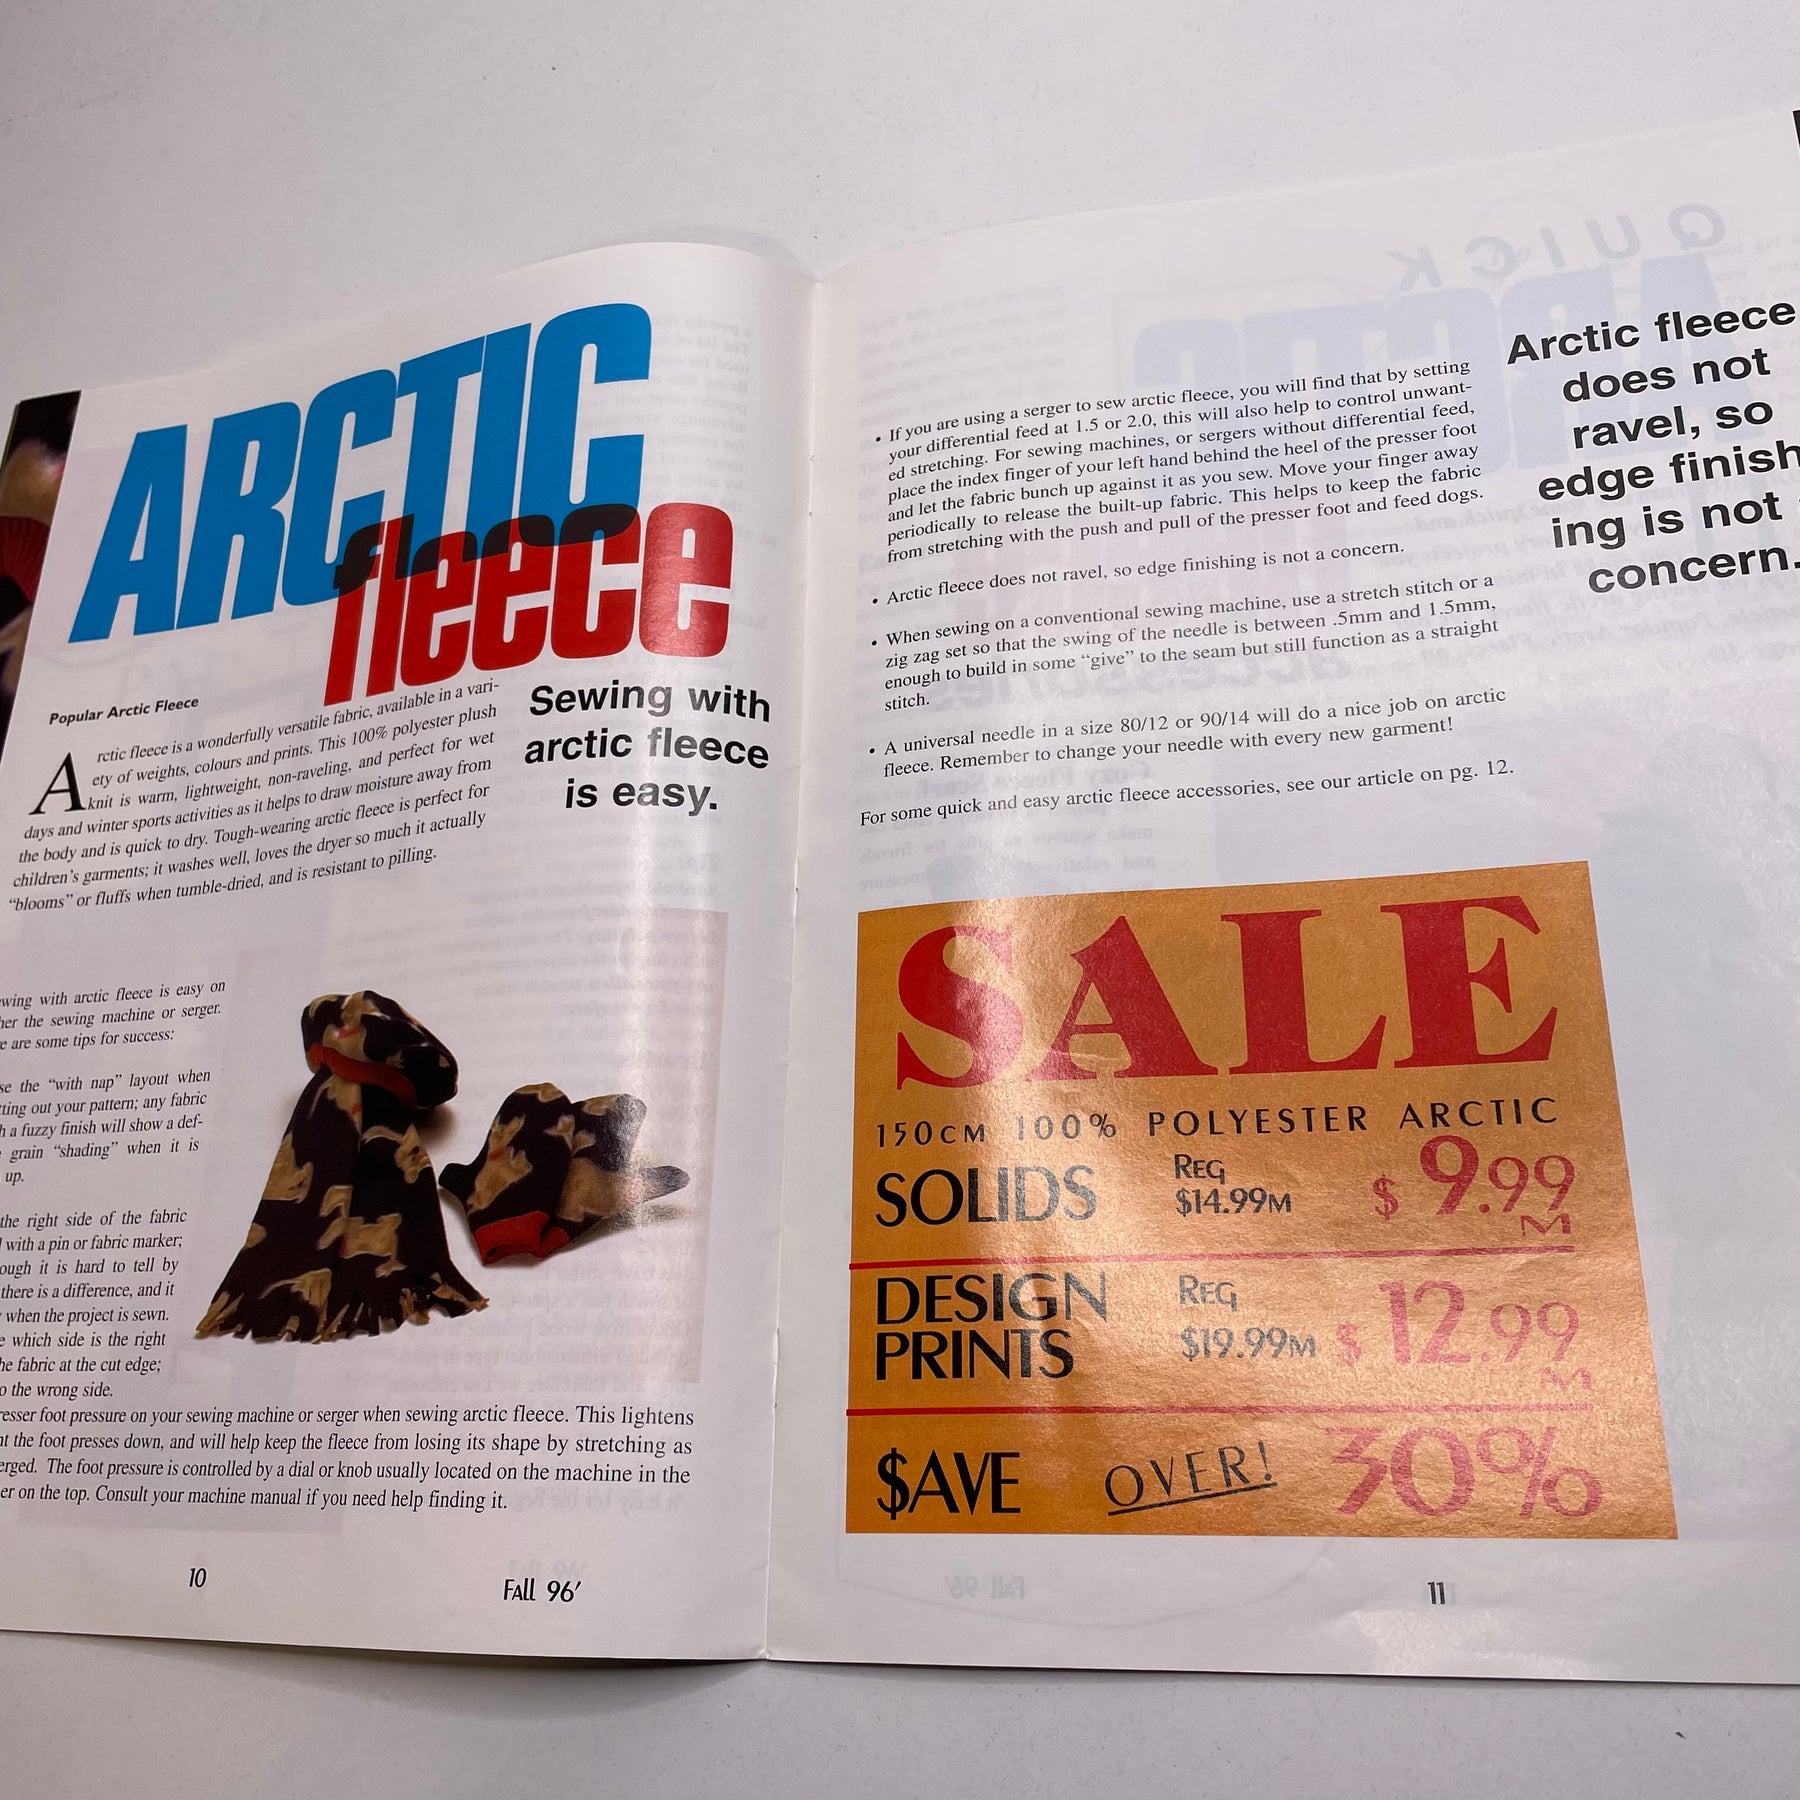 ARCTIC
fleece
Popular Arctic Fleece
Arctic fleece is a wonderfully versatile fabric, available in a vari-
ety of weights, colours and prints. This 100% polyester plush
knit is warm, lightweight, non-raveling, and perfect for wet
days and winter sports activities as it helps to draw moisture away from
the body and is quick to dry. Tough-wearing arctic fleece is perfect for
children's garments; it washes well, loves the dryer so much it actually
"blooms" or fluffs when tumble-dried, and is resistant to pilling.
Sewing with
arctic fleece
is easy.
wing with arctic fleece is easy on
her the sewing machine or serger.
e are some tips for success:
se the "with nap" layout when
tting out your pattern; any fabric
h a fuzzy finish will show a def-
grain "shading" when it is
up.
the right side of the fabric
with a pin or fabric marker;
ough it is hard to tell by
there is a difference, and it
when the project is sewn.
e which side is the right
he fabric at the cut edge;
o the wrong side.
resser foot pressure on your sewing machine or serger when sewing arctic fleece. This lightens
nt the foot presses down, and will help keep the fleece from losing its shape by stretching as
erged. The foot pressure is controlled by a dial or knob usually located on the machine in the
er on the top. Consult your machine manual if you need help finding it.
10
Fall 96'
• If you are using a serger to sew arctic fleece, you will find that by setting
your differential feed at 1.5 or 2.0, this will also help to control unwant-
ed stretching. For sewing machines, or sergers without differential feed,
place the index finger of your left hand behind the heel of the presser foot
and let the fabric bunch up against it as you sew. Move your finger away
periodically to release the built-up fabric. This helps to keep the fabric
from stretching with the push and pull of the presser foot and feed dogs.
• Arctic fleece does not ravel, so edge finishing is not a concern.
• When sewing on a conventional sewing machine, use a stretch stitch or a
zig zag set so that the swing of the needle is between .5mm and 1.5mm,
enough to build in some "give" to the seam but still function as a straight
stitch.
• A universal needle in a size 80/12 or 90/14 will do a nice job on arctic
fleece. Remember to change your needle with every new garment!
For some quick and easy arctic fleece accessories, see our article on pg. 12.
Arctic fleece
does not
ravel, so
edge finish
ing is not
concern.
SALE
150CM 100% POLYESTER ARCTIC
SOLIDS REG $14.99M $9.99 M
DESIGN PRINTS REG $19.99M $12.99 M
$AVE OVER! 30%
11